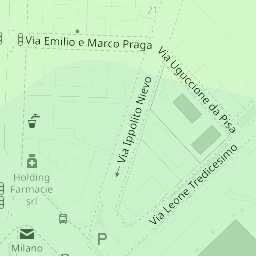 21
Via Emilio e Marco Praga
Via Uguccione da Pisa
Via Ippolito Nievo
Via Leone Tredicesimo
Holding
Farmacie
srl
P
Milano